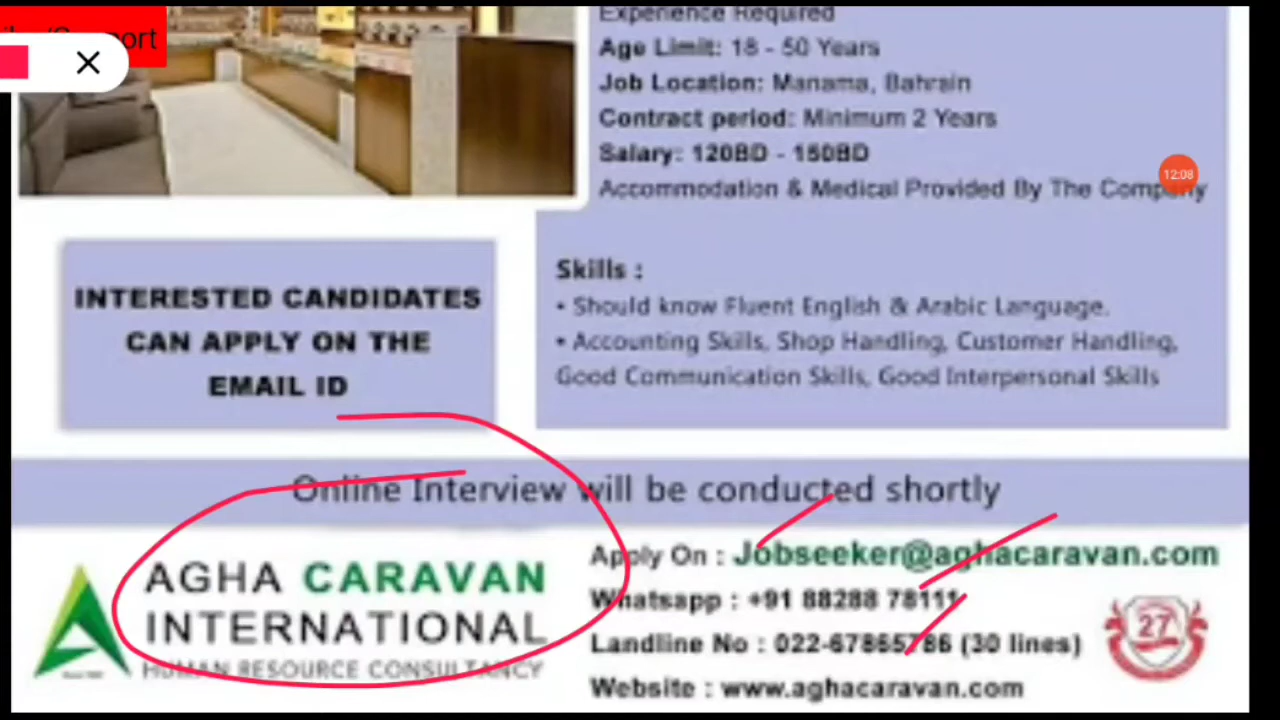 Experience Required
Age Limit: 18 - 50 Years
Job Location: Manama, Bahrain
Contract period: Minimum 2 Years
Salary: 120BD - 150BD
12:08
Accommodation & Medical Provided By The Company
INTERESTED CANDIDATES
CAN APPLY ON THE
EMAIL ID
Skills :
• Should know Fluent English & Arabic Language.
• Accounting Skills, Shop Handling, Customer Handling,
Good Communication Skills, Good Interpersonal Skills
Online Interview will be conducted shortly
AGHA CARAVAN
INTERNATIONAL
HUMAN RESOURCE CONSULTANCY
Apply On : Jobseeker@aghacaravan.com
Whatsapp : +91 88288 78111
Landline No : 022-67865786 (30 lines)
Website : www.aghacaravan.com
27